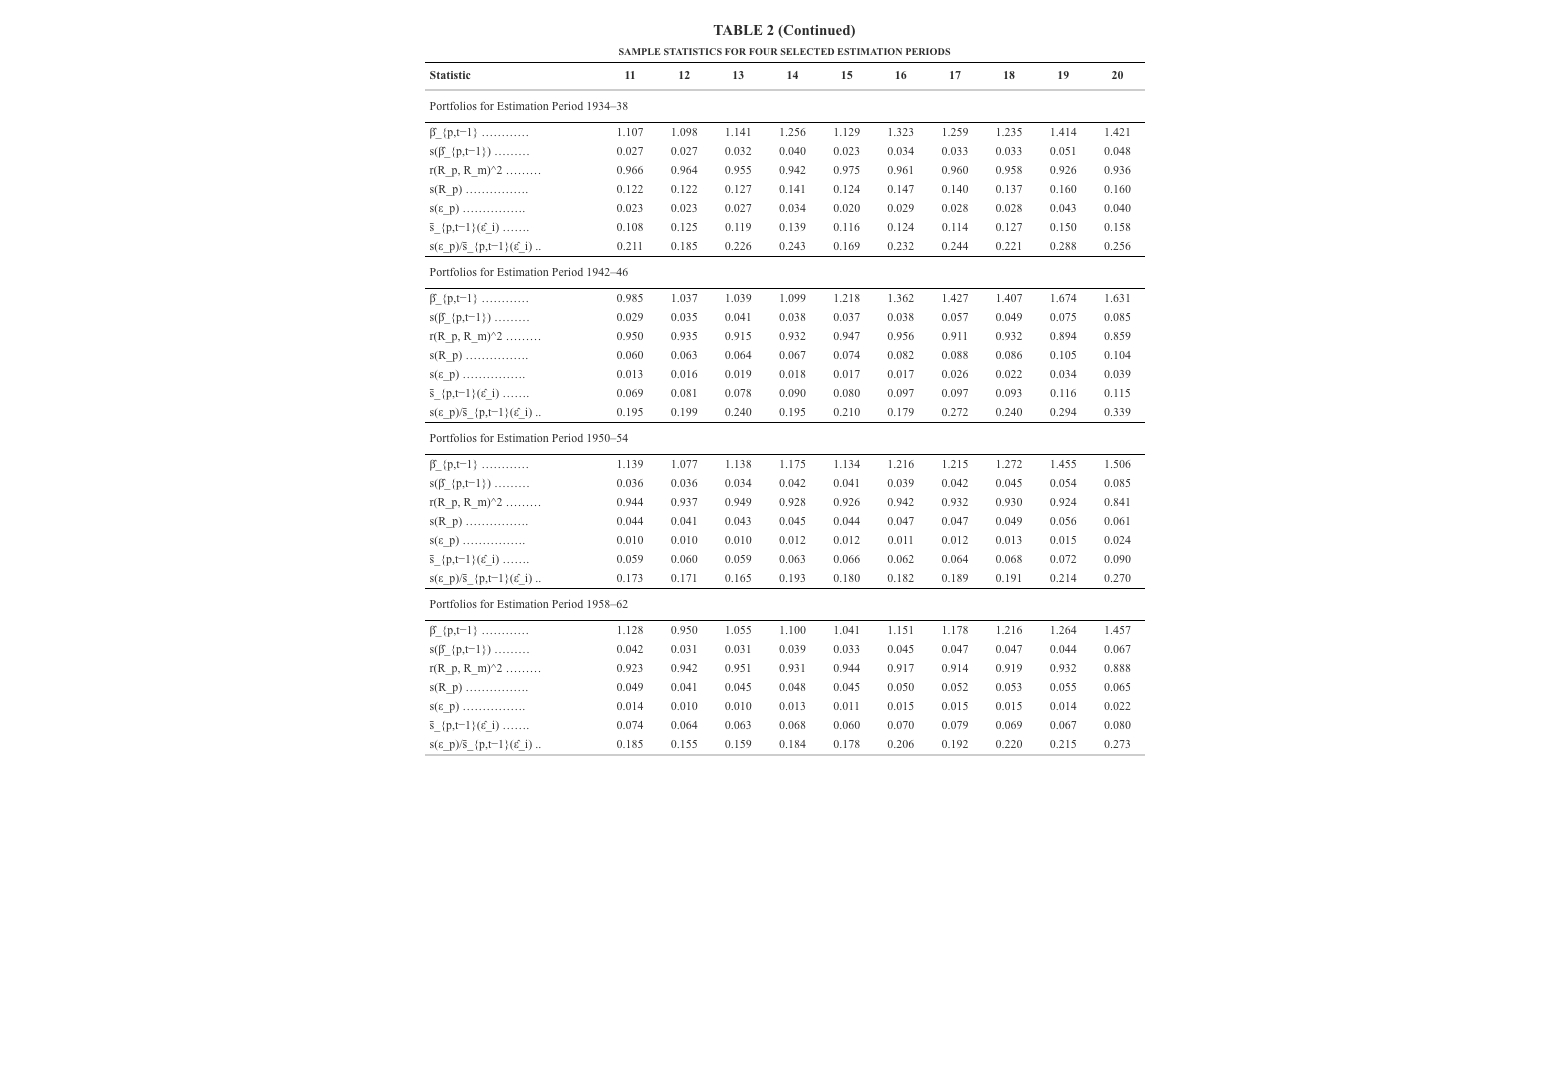 TABLE 2 (Continued)
SAMPLE STATISTICS FOR FOUR SELECTED ESTIMATION PERIODS
Statistic 11 12 13 14 15 16 17 18 19 20
Portfolios for Estimation Period 1934–38
β̂_{p,t−1} ………… 1.107 1.098 1.141 1.256 1.129 1.323 1.259 1.235 1.414 1.421
s(β̂_{p,t−1}) ……… 0.027 0.027 0.032 0.040 0.023 0.034 0.033 0.033 0.051 0.048
r(R_p, R_m)^2 ……… 0.966 0.964 0.955 0.942 0.975 0.961 0.960 0.958 0.926 0.936
s(R_p) ……………. 0.122 0.122 0.127 0.141 0.124 0.147 0.140 0.137 0.160 0.160
s(ε_p) ……………. 0.023 0.023 0.027 0.034 0.020 0.029 0.028 0.028 0.043 0.040
s̄_{p,t−1}(ε̂_i) ……. 0.108 0.125 0.119 0.139 0.116 0.124 0.114 0.127 0.150 0.158
s(ε_p)/s̄_{p,t−1}(ε̂_i) .. 0.211 0.185 0.226 0.243 0.169 0.232 0.244 0.221 0.288 0.256
Portfolios for Estimation Period 1942–46
β̂_{p,t−1} ………… 0.985 1.037 1.039 1.099 1.218 1.362 1.427 1.407 1.674 1.631
s(β̂_{p,t−1}) ……… 0.029 0.035 0.041 0.038 0.037 0.038 0.057 0.049 0.075 0.085
r(R_p, R_m)^2 ……… 0.950 0.935 0.915 0.932 0.947 0.956 0.911 0.932 0.894 0.859
s(R_p) ……………. 0.060 0.063 0.064 0.067 0.074 0.082 0.088 0.086 0.105 0.104
s(ε_p) ……………. 0.013 0.016 0.019 0.018 0.017 0.017 0.026 0.022 0.034 0.039
s̄_{p,t−1}(ε̂_i) ……. 0.069 0.081 0.078 0.090 0.080 0.097 0.097 0.093 0.116 0.115
s(ε_p)/s̄_{p,t−1}(ε̂_i) .. 0.195 0.199 0.240 0.195 0.210 0.179 0.272 0.240 0.294 0.339
Portfolios for Estimation Period 1950–54
β̂_{p,t−1} ………… 1.139 1.077 1.138 1.175 1.134 1.216 1.215 1.272 1.455 1.506
s(β̂_{p,t−1}) ……… 0.036 0.036 0.034 0.042 0.041 0.039 0.042 0.045 0.054 0.085
r(R_p, R_m)^2 ……… 0.944 0.937 0.949 0.928 0.926 0.942 0.932 0.930 0.924 0.841
s(R_p) ……………. 0.044 0.041 0.043 0.045 0.044 0.047 0.047 0.049 0.056 0.061
s(ε_p) ……………. 0.010 0.010 0.010 0.012 0.012 0.011 0.012 0.013 0.015 0.024
s̄_{p,t−1}(ε̂_i) ……. 0.059 0.060 0.059 0.063 0.066 0.062 0.064 0.068 0.072 0.090
s(ε_p)/s̄_{p,t−1}(ε̂_i) .. 0.173 0.171 0.165 0.193 0.180 0.182 0.189 0.191 0.214 0.270
Portfolios for Estimation Period 1958–62
β̂_{p,t−1} ………… 1.128 0.950 1.055 1.100 1.041 1.151 1.178 1.216 1.264 1.457
s(β̂_{p,t−1}) ……… 0.042 0.031 0.031 0.039 0.033 0.045 0.047 0.047 0.044 0.067
r(R_p, R_m)^2 ……… 0.923 0.942 0.951 0.931 0.944 0.917 0.914 0.919 0.932 0.888
s(R_p) ……………. 0.049 0.041 0.045 0.048 0.045 0.050 0.052 0.053 0.055 0.065
s(ε_p) ……………. 0.014 0.010 0.010 0.013 0.011 0.015 0.015 0.015 0.014 0.022
s̄_{p,t−1}(ε̂_i) ……. 0.074 0.064 0.063 0.068 0.060 0.070 0.079 0.069 0.067 0.080
s(ε_p)/s̄_{p,t−1}(ε̂_i) .. 0.185 0.155 0.159 0.184 0.178 0.206 0.192 0.220 0.215 0.273